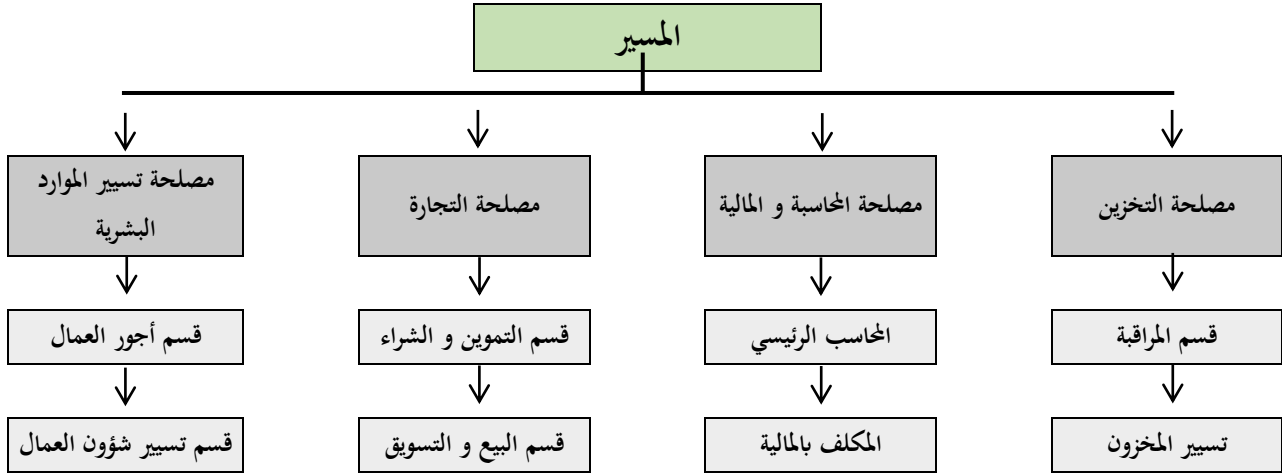 المسير
مصلحة التخزين
مصلحة المحاسبة و المالية
مصلحة التجارة
مصلحة تسيير الموارد
البشرية
قسم المراقبة
المحاسب الرئيسي
قسم التموين و الشراء
قسم أجور العمال
تسيير المخزون
المكلف بالمالية
قسم البيع و التسويق
قسم تسيير شؤون العمال